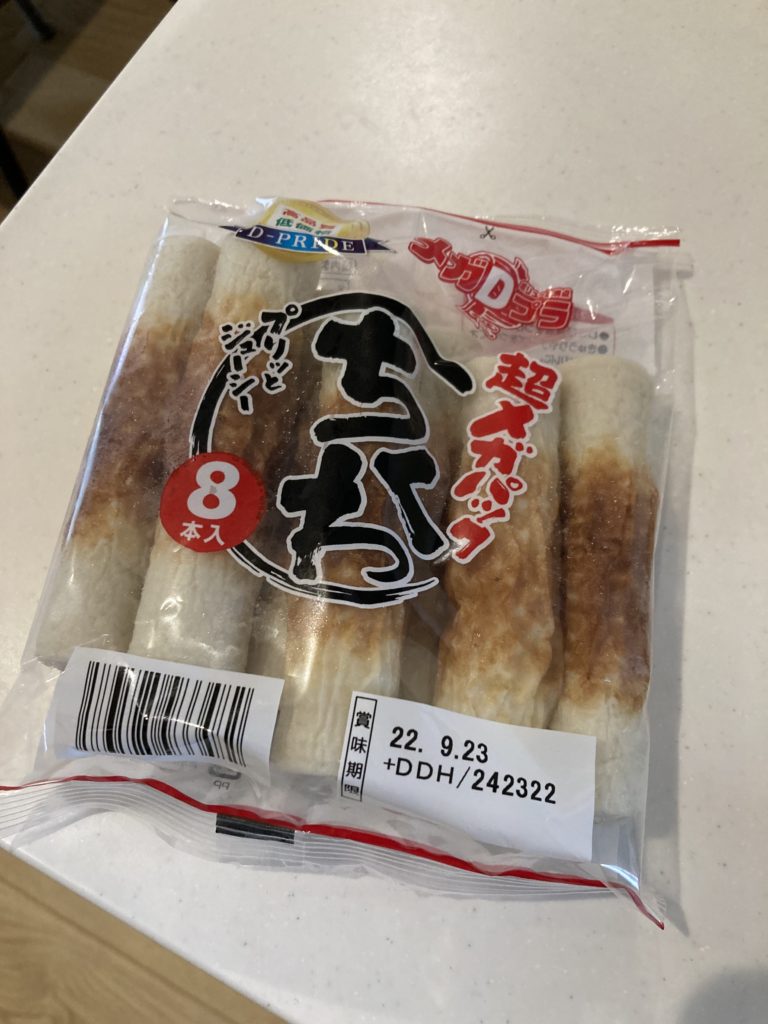 高品質
低価格
D-PRIDE
メガDプラ
プリッと
ジューシー
ちくわ
超メガパック
8
本入
賞味期限
22. 9.23
+DDH/242322
PP